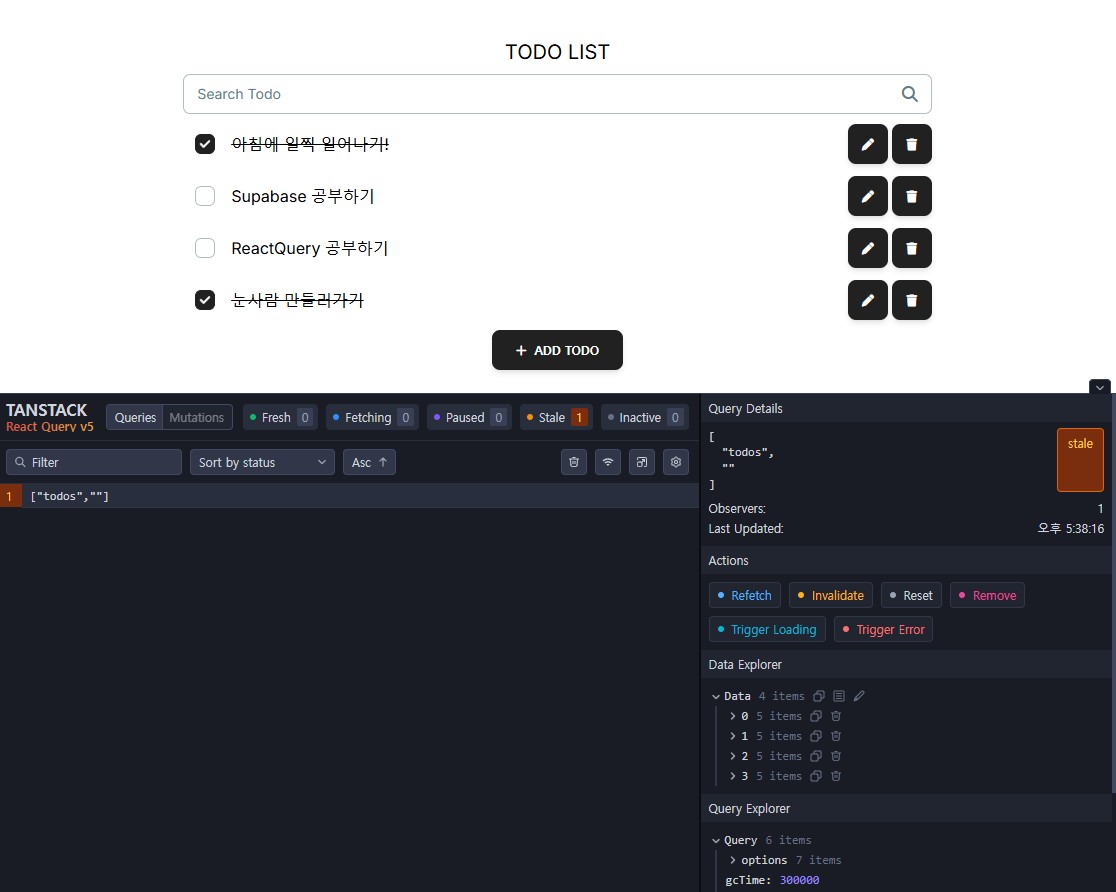 TODO LIST
Search Todo
아침에 일찍 일어나기!
Supabase 공부하기
ReactQuery 공부하기
눈사람 만들러가기
ADD TODO
TANSTACK
React Query v5
Queries Mutations Fresh 0 Fetching 0 Paused 0 Stale 1 Inactive 0
Filter Sort by status Asc
1 ["todos",""]
Query Details
[
"todos",
""
]
stale
Observers: 1
Last Updated: 오후 5:38:16
Actions
Refetch Invalidate Reset Remove
Trigger Loading Trigger Error
Data Explorer
Data 4 items
0 5 items
1 5 items
2 5 items
3 5 items
Query Explorer
Query 6 items
options 7 items
gcTime: 300000